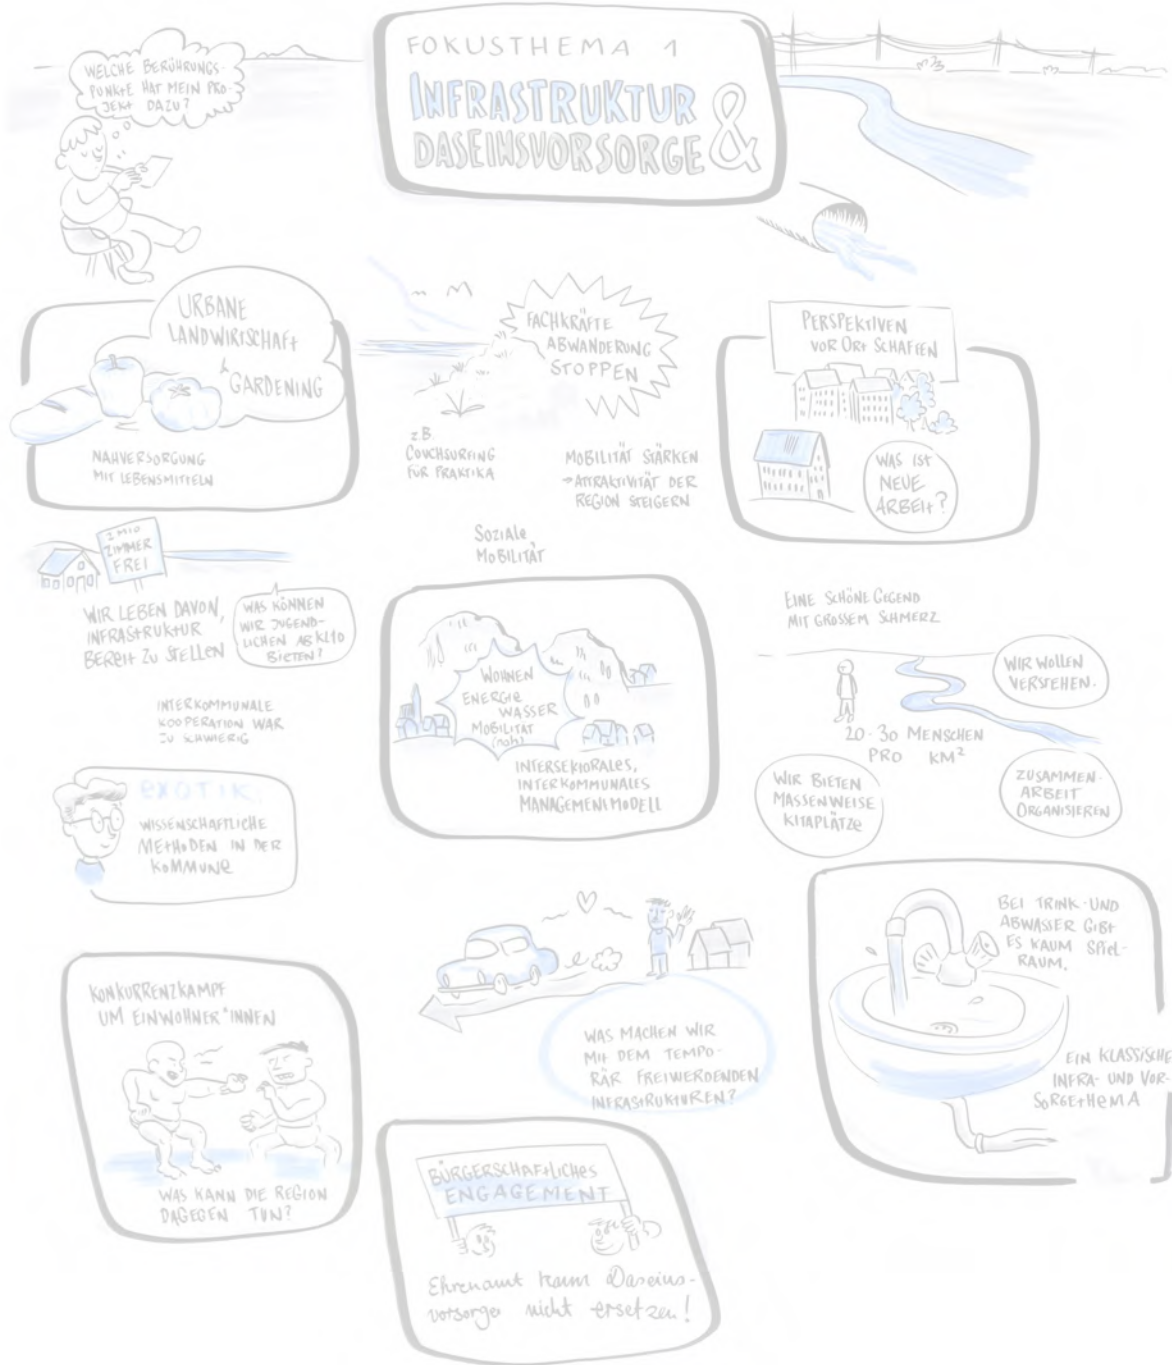 FOKUSTHEMA 1
INFRASTRUKTUR &
DASEINSVORSORGE
WELCHE BERÜHRUNGS-
PUNKTE HAT MEIN PRO-
JEKT DAZU?
URBANE
LANDWIRTSCHAFT
&
GARDENING
NAHVERSORGUNG
MIT LEBENSMITTELN
FACHKRÄFTE
ABWANDERUNG
STOPPEN
z.B.
COUCHSURFING
FÜR PRAKTIKA
MOBILITÄT STÄRKEN
→ ATTRAKTIVITÄT DER
REGION STEIGERN
PERSPEKTIVEN
VOR ORT SCHAFFEN
WAS IST
NEUE
ARBEIT?
2 MIO
ZIMMER
FREI
WIR LEBEN DAVON,
INFRASTRUKTUR
BEREIT ZU STELLEN
WAS KÖNNEN
WIR JUGEND-
LICHEN AB KL10
BIETEN?
INTERKOMMUNALE
KOOPERATION WAR
ZU SCHWIERIG
SOZIALE
MOBILITÄT
WOHNEN
ENERGIE
WASSER
MOBILITÄT
(nah)
INTERSEKTORALES,
INTERKOMMUNALES
MANAGEMENTMODELL
EINE SCHÖNE GEGEND
MIT GROSSEM SCHMERZ
WIR WOLLEN
VERSTEHEN.
20-30 MENSCHEN
PRO KM²
WIR BIETEN
MASSENWEISE
KITAPLÄTZE
ZUSAMMEN-
ARBEIT
ORGANISIEREN
EXOTIK:
WISSENSCHAFTLICHE
METHODEN IN DER
KOMMUNE
KONKURRENZKAMPF
UM EINWOHNER*INNEN
WAS KANN DIE REGION
DAGEGEN TUN?
WAS MACHEN WIR
MIT DEM TEMPO-
RÄR FREIWERDENDEN
INFRASTRUKTUREN?
BEI TRINK- UND
ABWASSER GIBT
ES KAUM SPIEL-
RAUM.
EIN KLASSISCHE
INFRA- UND VOR-
SORGETHEMA
BÜRGERSCHAFTLICHES
ENGAGEMENT
Ehrenamt kann Daseins-
vorsorge nicht ersetzen!